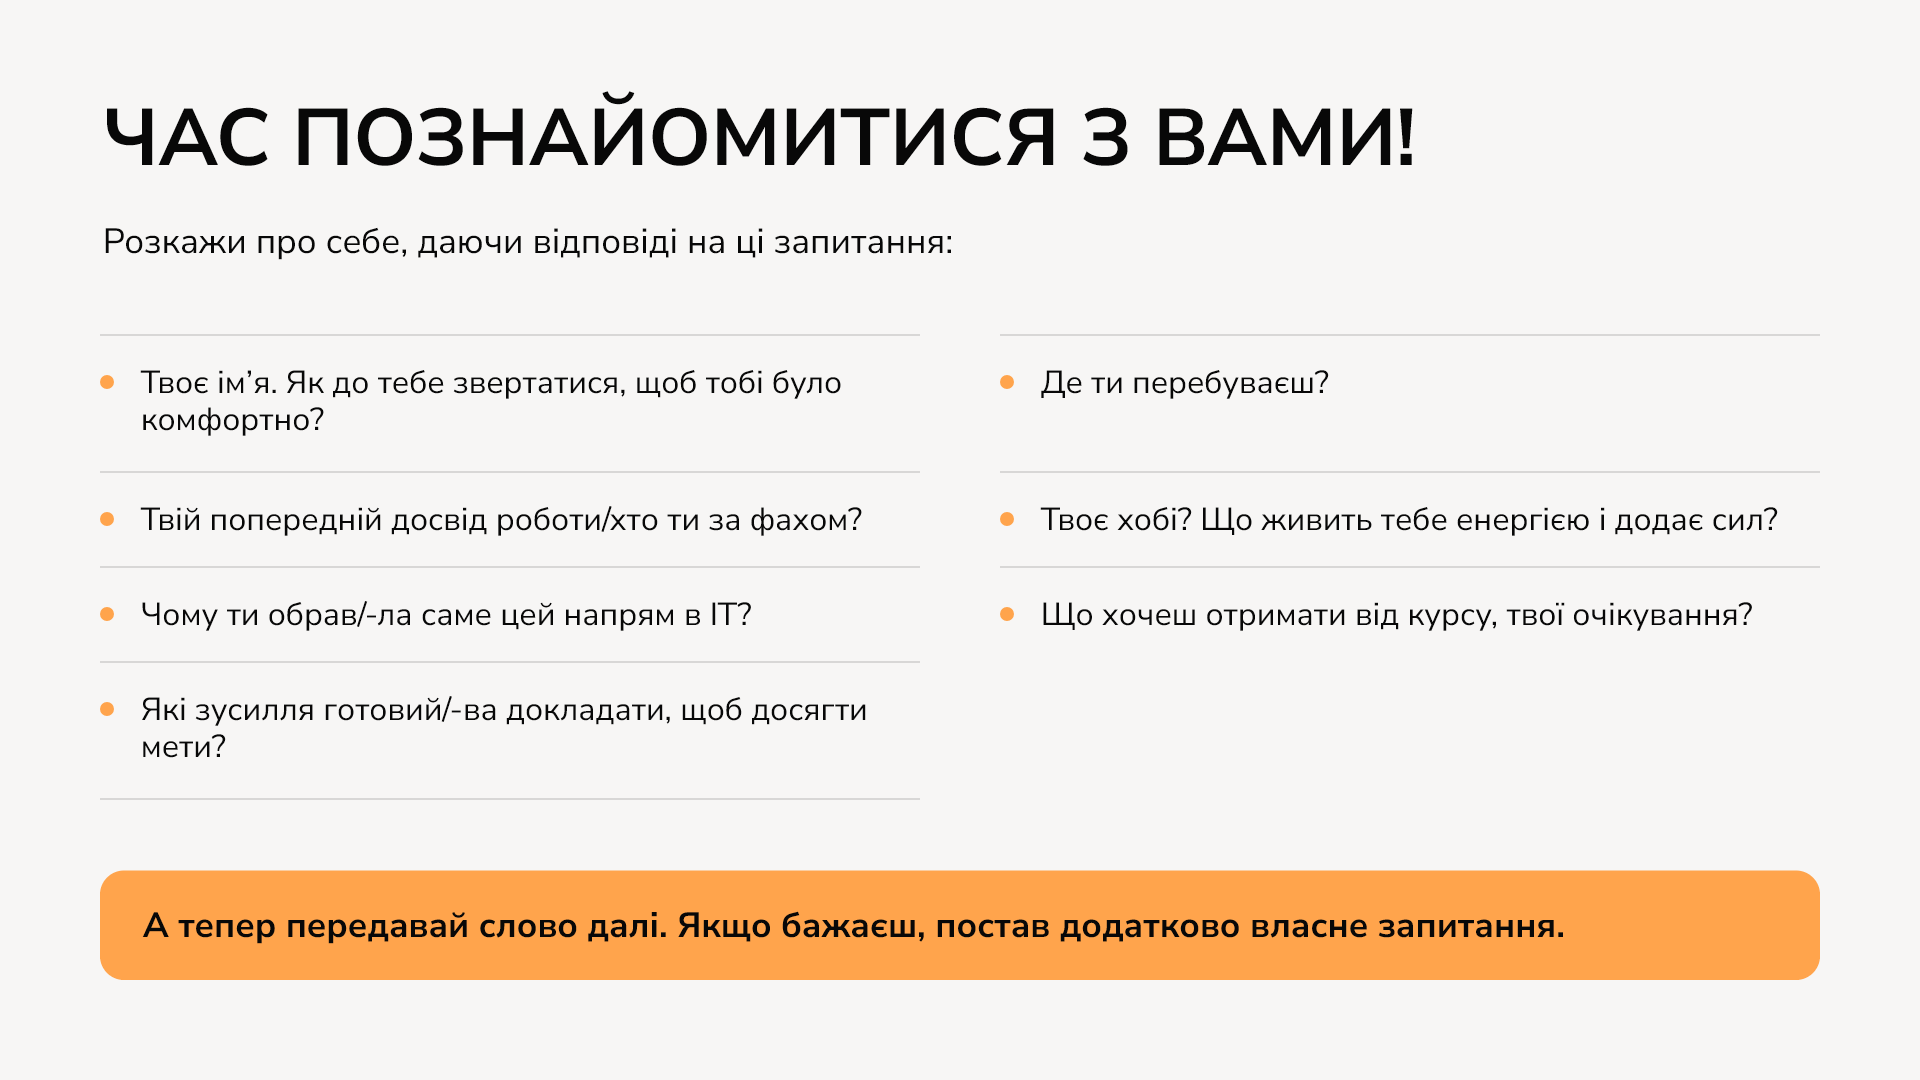 ЧАС ПОЗНАЙОМИТИСЯ З ВАМИ!
Розкажи про себе, даючи відповіді на ці запитання:
Твоє ім’я. Як до тебе звертатися, щоб тобі було
комфортно?
Твій попередній досвід роботи/хто ти за фахом?
Чому ти обрав/-ла саме цей напрям в ІТ?
Які зусилля готовий/-ва докладати, щоб досягти
мети?
Де ти перебуваєш?
Твоє хобі? Що живить тебе енергією і додає сил?
Що хочеш отримати від курсу, твої очікування?
А тепер передавай слово далі. Якщо бажаєш, постав додатково власне запитання.